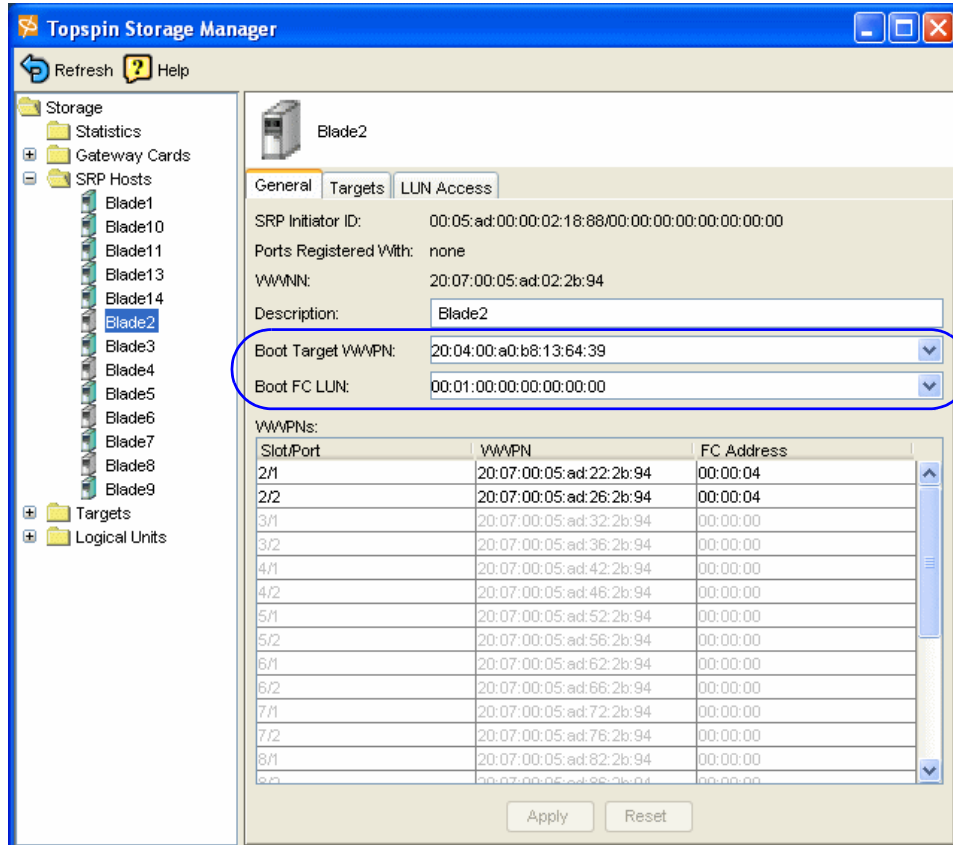 Topspin Storage Manager
Refresh Help
Storage
Statistics
Gateway Cards
SRP Hosts
Blade1
Blade10
Blade11
Blade13
Blade14
Blade2
Blade3
Blade4
Blade5
Blade6
Blade7
Blade8
Blade9
Targets
Logical Units
Blade2
General Targets LUN Access
SRP Initiator ID: 00:05:ad:00:00:02:18:88/00:00:00:00:00:00:00:00
Ports Registered With: none
WWNN: 20:07:00:05:ad:02:2b:94
Description: Blade2
Boot Target WWPN: 20:04:00:a0:b8:13:64:39
Boot FC LUN: 00:01:00:00:00:00:00:00
WWPNs:
Slot/Port WWPN FC Address
2/1 20:07:00:05:ad:22:2b:94 00:00:04
2/2 20:07:00:05:ad:26:2b:94 00:00:04
3/1 20:07:00:05:ad:32:2b:94 00:00:00
3/2 20:07:00:05:ad:36:2b:94 00:00:00
4/1 20:07:00:05:ad:42:2b:94 00:00:00
4/2 20:07:00:05:ad:46:2b:94 00:00:00
5/1 20:07:00:05:ad:52:2b:94 00:00:00
5/2 20:07:00:05:ad:56:2b:94 00:00:00
6/1 20:07:00:05:ad:62:2b:94 00:00:00
6/2 20:07:00:05:ad:66:2b:94 00:00:00
7/1 20:07:00:05:ad:72:2b:94 00:00:00
7/2 20:07:00:05:ad:76:2b:94 00:00:00
8/1 20:07:00:05:ad:82:2b:94 00:00:00
8/2 20:07:00:05:ad:86:2b:94 00:00:00
Apply Reset